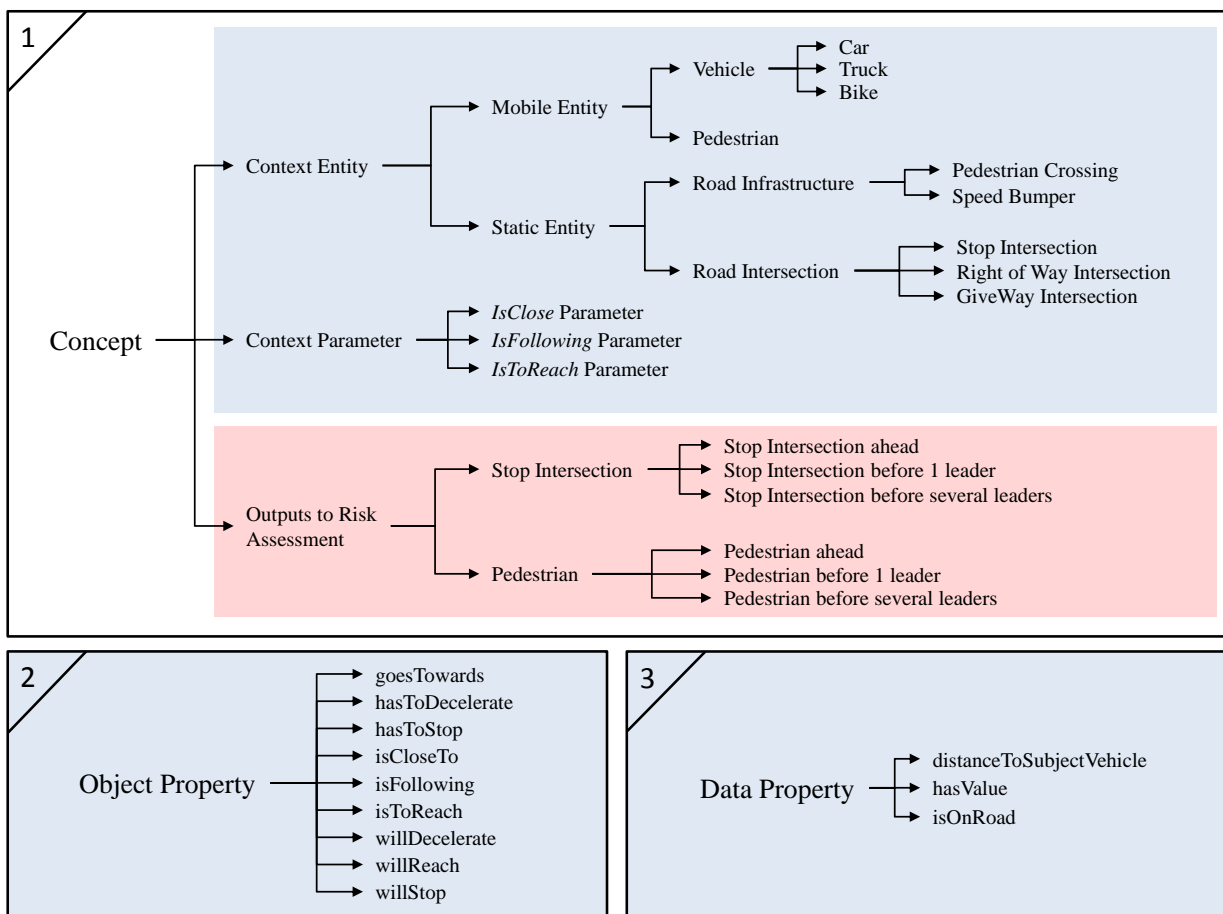 1
Concept
Context Entity
Mobile Entity
Vehicle
Car
Truck
Bike
Pedestrian
Static Entity
Road Infrastructure
Pedestrian Crossing
Speed Bumper
Road Intersection
Stop Intersection
Right of Way Intersection
GiveWay Intersection
Context Parameter
IsClose Parameter
IsFollowing Parameter
IsToReach Parameter
Outputs to Risk
Assessment
Stop Intersection
Stop Intersection ahead
Stop Intersection before 1 leader
Stop Intersection before several leaders
Pedestrian
Pedestrian ahead
Pedestrian before 1 leader
Pedestrian before several leaders
2
Object Property
goesTowards
hasToDecelerate
hasToStop
isCloseTo
isFollowing
isToReach
willDecelerate
willReach
willStop
3
Data Property
distanceToSubjectVehicle
hasValue
isOnRoad